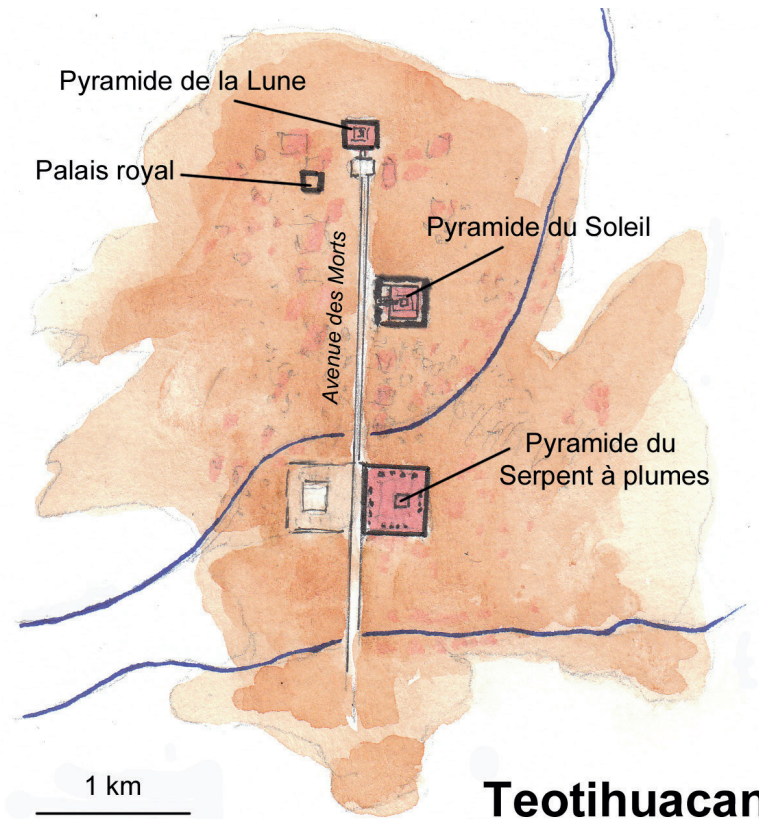 Pyramide de la Lune
Palais royal
Pyramide du Soleil
Avenue des Morts
Pyramide du
Serpent à plumes
1 km
Teotihuacan